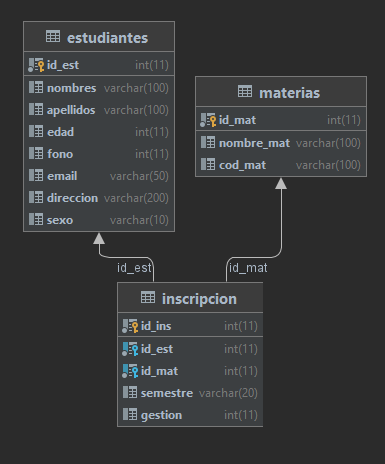 estudiantes
id_est int(11)
nombres varchar(100)
apellidos varchar(100)
edad int(11)
fono int(11)
email varchar(50)
direccion varchar(200)
sexo varchar(10)
materias
id_mat int(11)
nombre_mat varchar(100)
cod_mat varchar(100)
id_est
id_mat
inscripcion
id_ins int(11)
id_est int(11)
id_mat int(11)
semestre varchar(20)
gestion int(11)